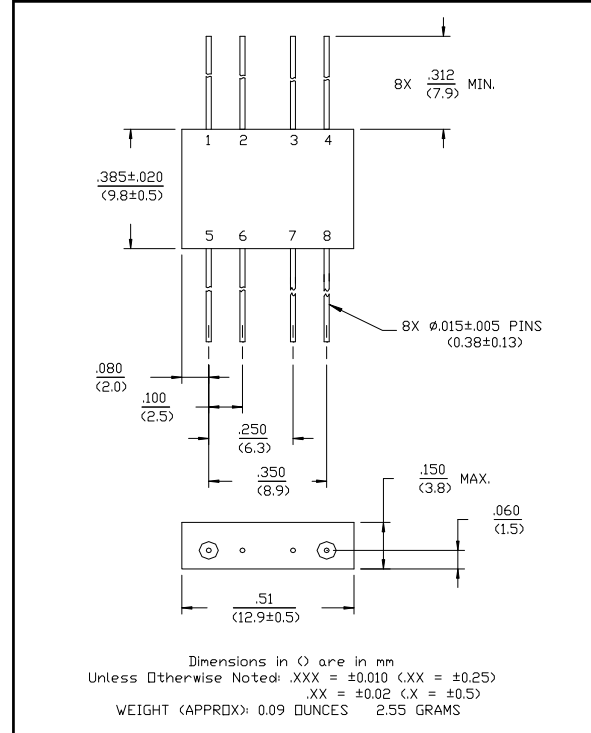 8X .312 MIN.
(7.9)
1 2 3 4
.385±.020
(9.8±0.5)
5 6 7 8
8X Ø.015±.005 PINS
(0.38±0.13)
.080
(2.0)
.100
(2.5)
.250
(6.3)
.350
(8.9)
.150 MAX.
(3.8)
.060
(1.5)
.51
(12.9±0.5)
Dimensions in () are in mm
Unless Otherwise Noted: .XXX = ±0.010 (.XX = ±0.25)
.XX = ±0.02 (.X = ±0.5)
WEIGHT (APPROX): 0.09 OUNCES 2.55 GRAMS